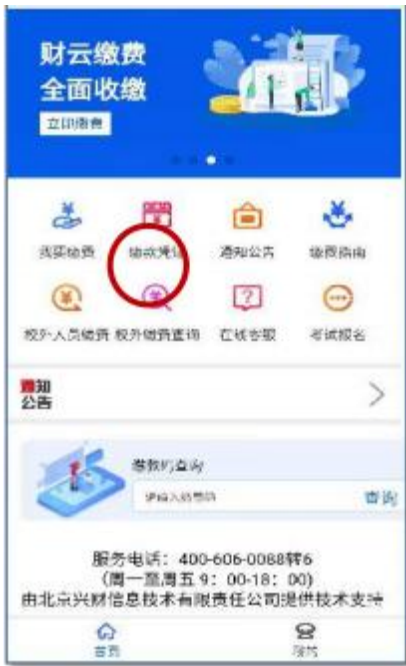 财云缴费
全面收缴
立即缴费
我要缴费
缴款凭证
通知公告
缴费指南
校外人员缴费
校外缴费查询
在线客服
考试报名
通知
公告
缴款码查询
查询
服务电话：400-606-0088转6
（周一至周五 9：00-18：00）
由北京兴财信息技术有限责任公司提供技术支持
首页
我的